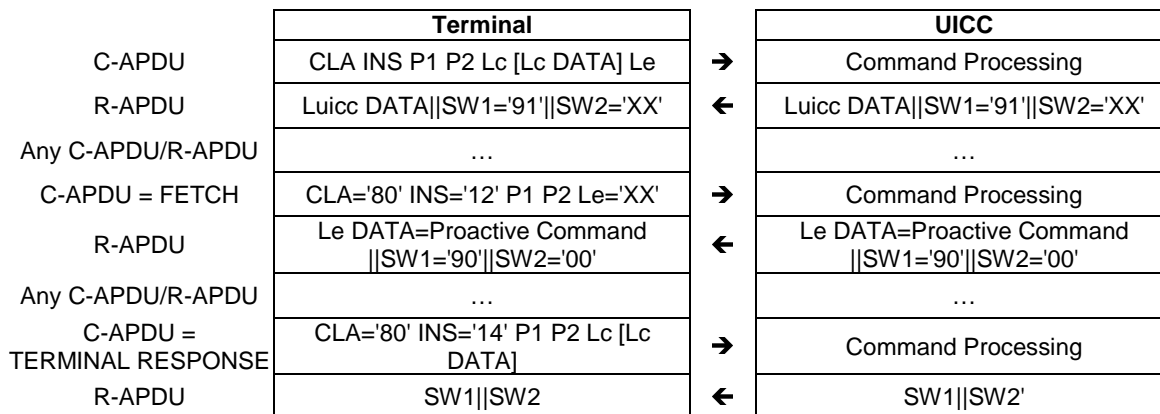 Terminal UICC
C-APDU CLA INS P1 P2 Lc [Lc DATA] Le → Command Processing
R-APDU Luicc DATA||SW1='91'||SW2='XX' ← Luicc DATA||SW1='91'||SW2='XX'
Any C-APDU/R-APDU … …
C-APDU = FETCH CLA='80' INS='12' P1 P2 Le='XX' → Command Processing
R-APDU Le DATA=Proactive Command ||SW1='90'||SW2='00' ← Le DATA=Proactive Command ||SW1='90'||SW2='00'
Any C-APDU/R-APDU … …
C-APDU = TERMINAL RESPONSE CLA='80' INS='14' P1 P2 Lc [Lc DATA] → Command Processing
R-APDU SW1||SW2 ← SW1||SW2'